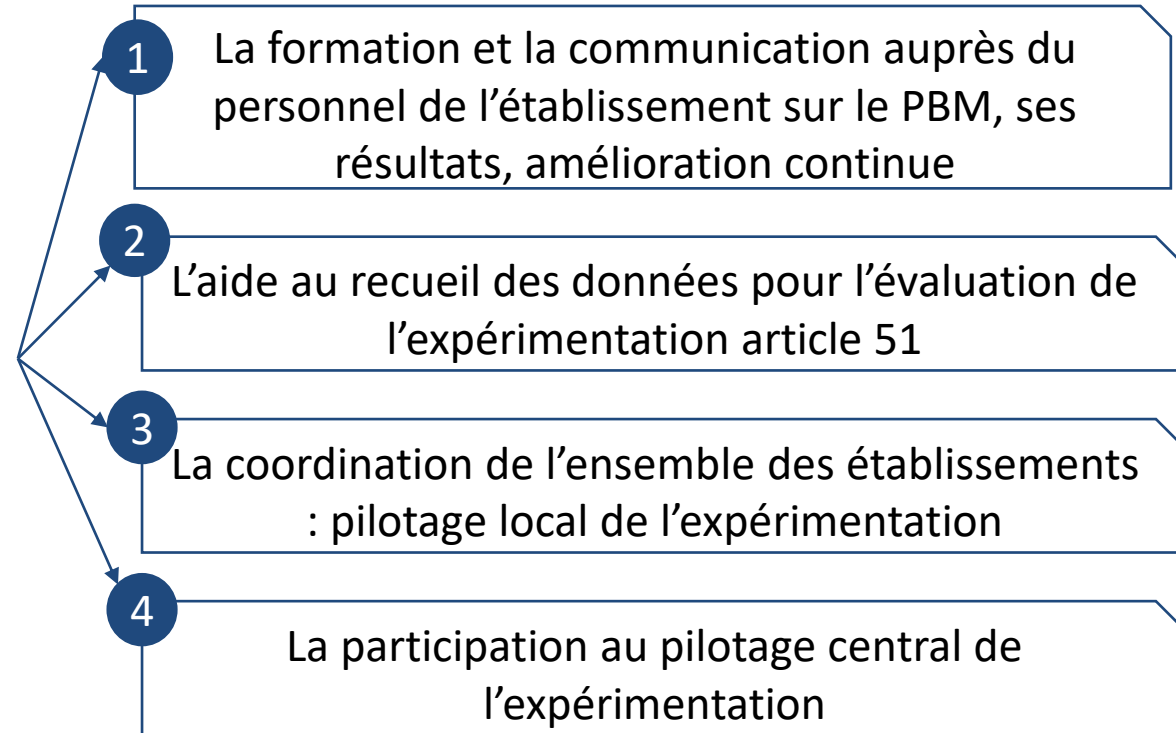 1
La formation et la communication auprès du
personnel de l’établissement sur le PBM, ses
résultats, amélioration continue
2
L’aide au recueil des données pour l’évaluation de
l’expérimentation article 51
3
La coordination de l’ensemble des établissements
: pilotage local de l’expérimentation
4
La participation au pilotage central de
l’expérimentation